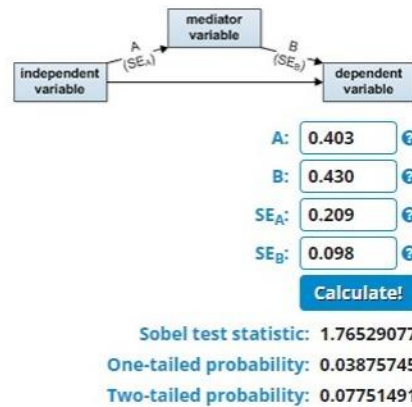 mediator
variable
A
(SEA)
B
(SEB)
independent
variable
dependent
variable
A: 0.403 ?
B: 0.430 ?
SEA: 0.209 ?
SEB: 0.098 ?
Calculate!
Sobel test statistic: 1.76529077
One-tailed probability: 0.03875745
Two-tailed probability: 0.07751491